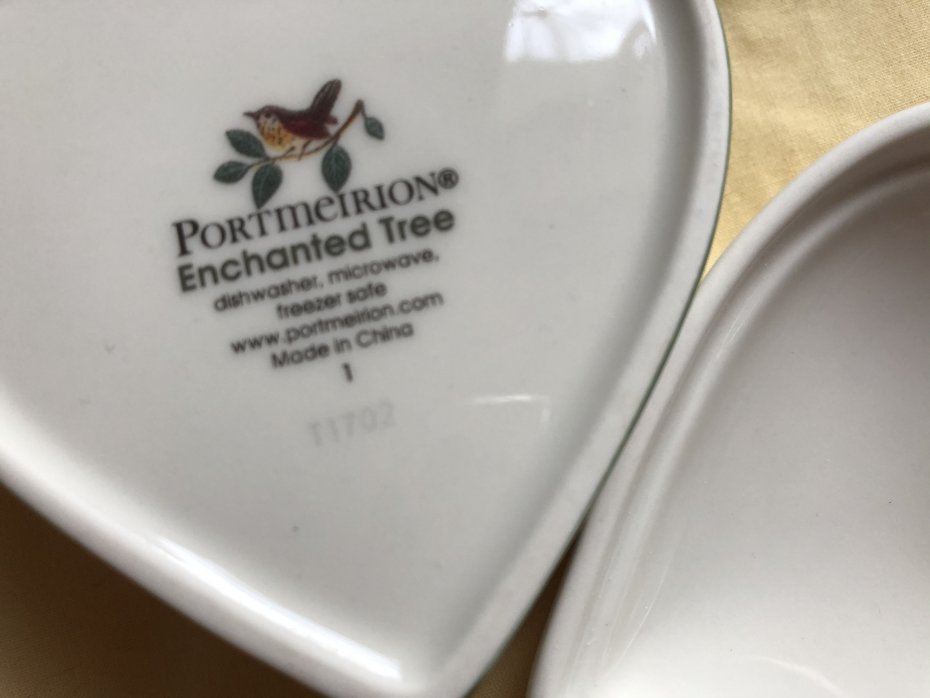 PORTMEIRION®
Enchanted Tree
dishwasher, microwave,
freezer safe
www.portmeirion.com
Made in China
1
11702